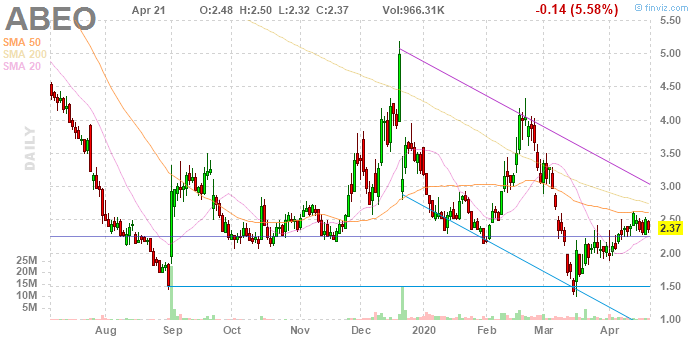 ABEO Apr 21 O:2.48 H:2.50 L:2.32 C:2.37 Vol:966.31K -0.14 (5.58%) © finviz.com
SMA 50
SMA 200
SMA 20
DAILY
5.50
5.00
4.50
4.00
3.50
3.00
2.50
2.37
2.00
1.50
1.00
25M
20M
15M
10M
5M
Aug Sep Oct Nov Dec 2020 Feb Mar Apr